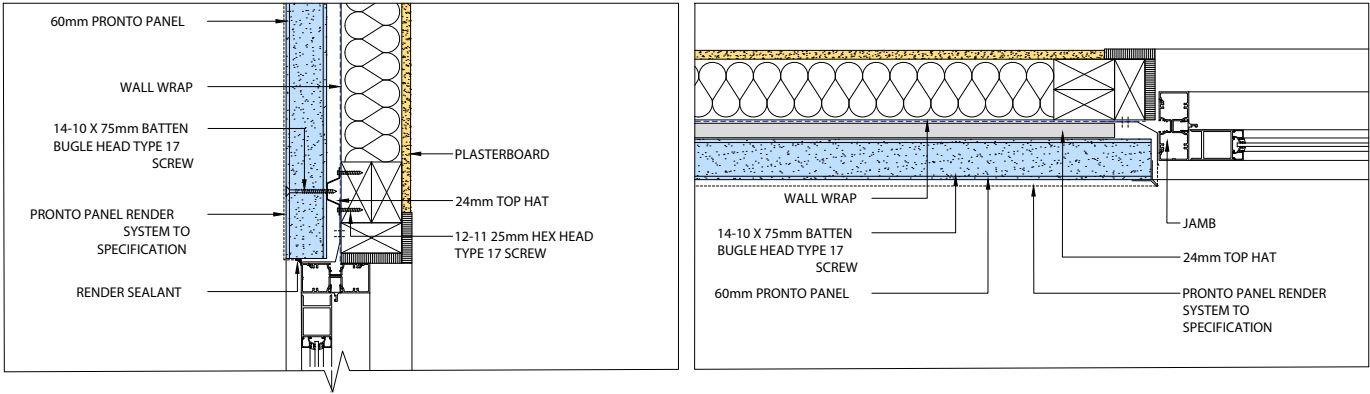 60mm PRONTO PANEL
WALL WRAP
14-10 X 75mm BATTEN
BUGLE HEAD TYPE 17
SCREW
PRONTO PANEL RENDER
SYSTEM TO
SPECIFICATION
RENDER SEALANT
PLASTERBOARD
24mm TOP HAT
12-11 25mm HEX HEAD
TYPE 17 SCREW
WALL WRAP
14-10 X 75mm BATTEN
BUGLE HEAD TYPE 17
SCREW
60mm PRONTO PANEL
JAMB
24mm TOP HAT
PRONTO PANEL RENDER
SYSTEM TO
SPECIFICATION